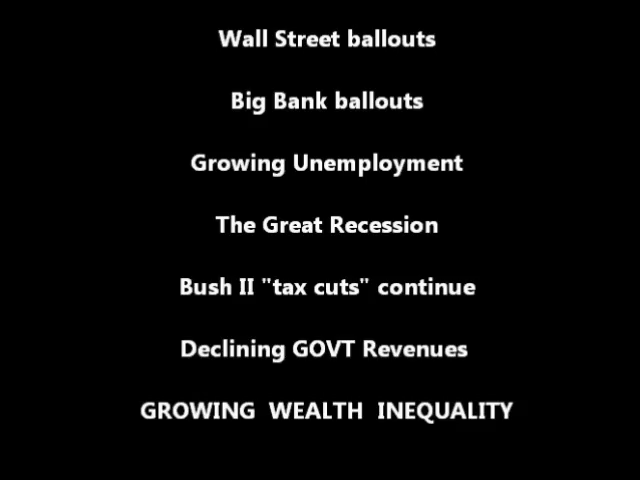 Wall Street ballouts
Big Bank ballouts
Growing Unemployment
The Great Recession
Bush II "tax cuts" continue
Declining GOVT Revenues
GROWING WEALTH INEQUALITY